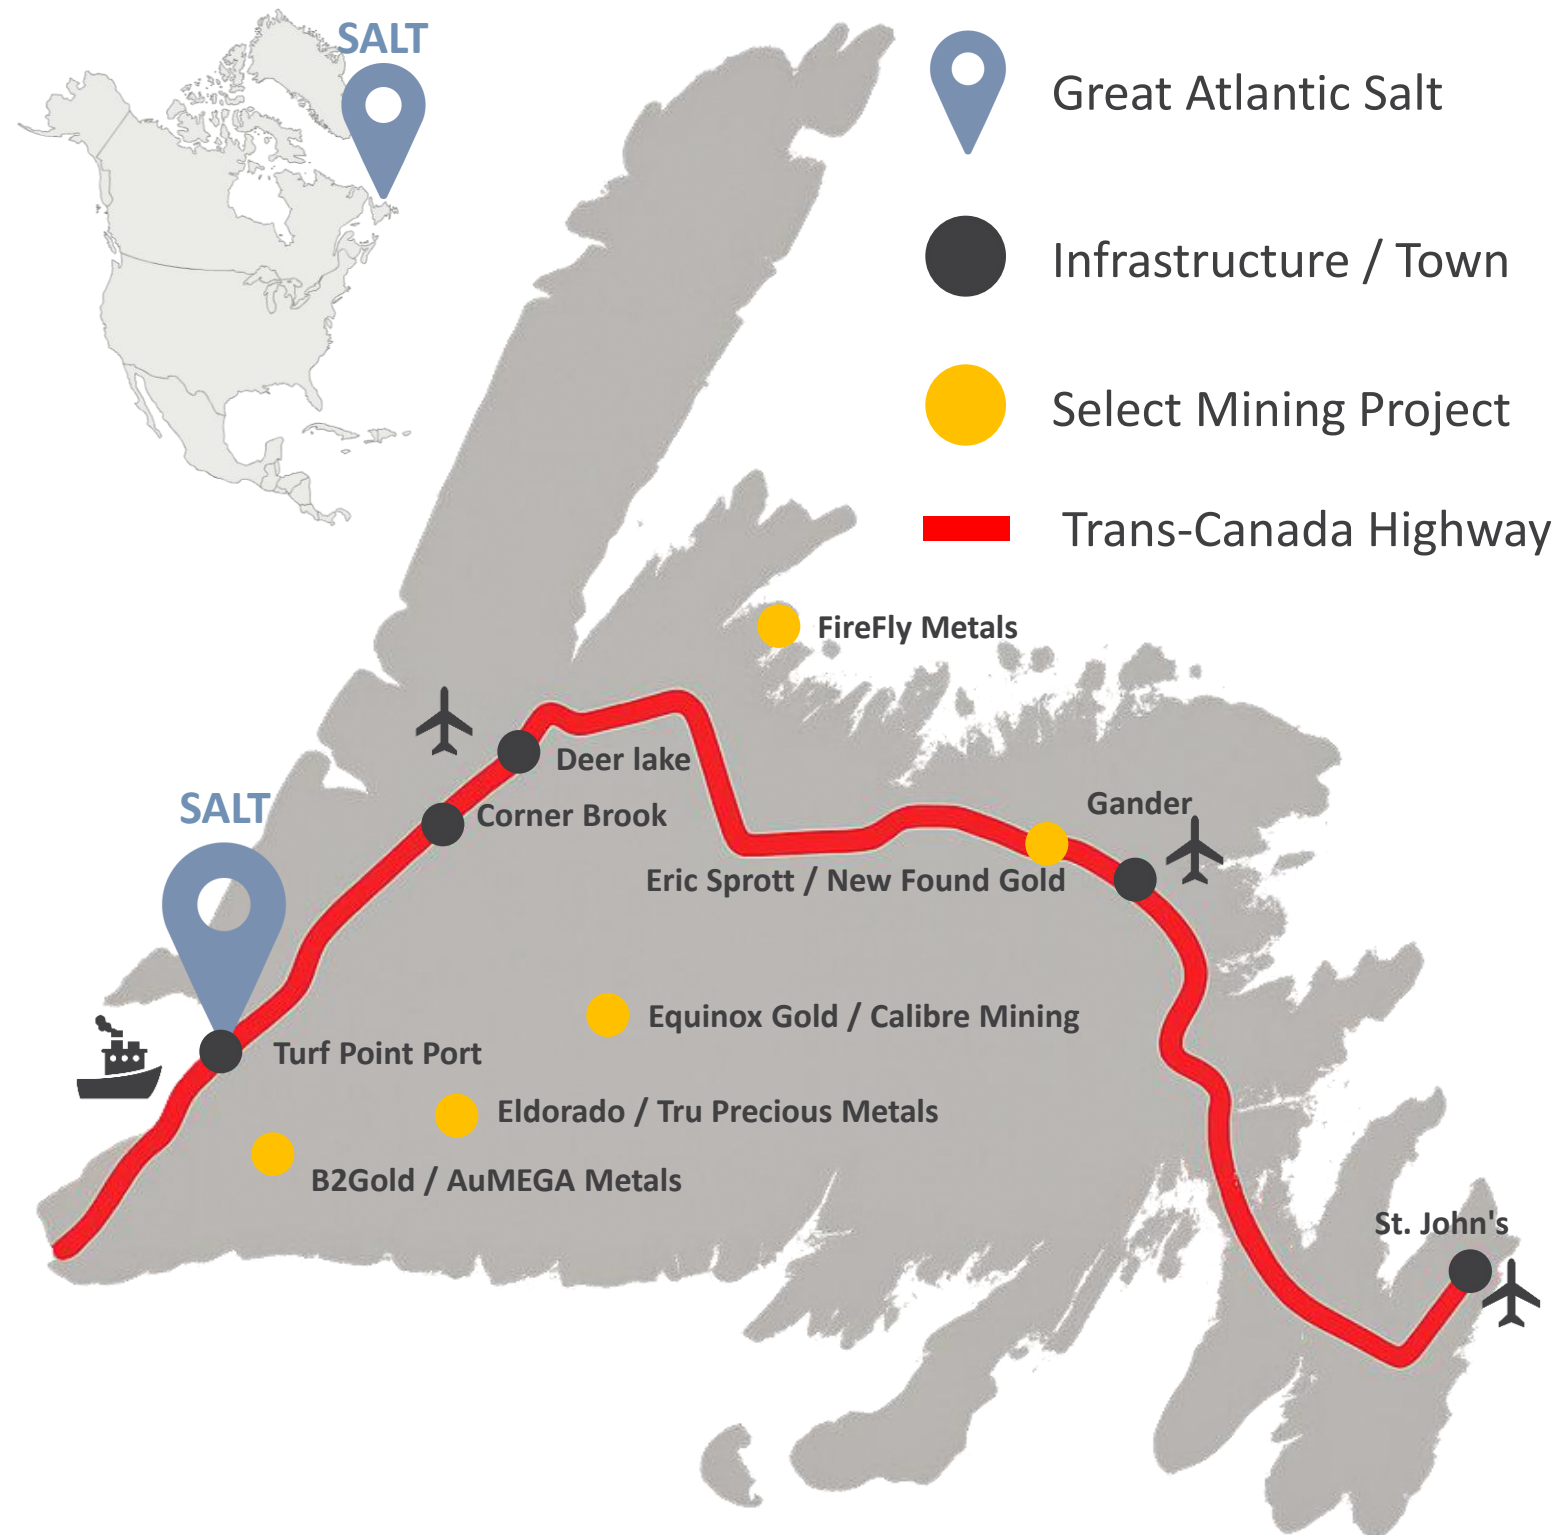 SALT
Great Atlantic Salt
Infrastructure / Town
Select Mining Project
Trans-Canada Highway
FireFly Metals
Deer lake
Corner Brook
SALT
Gander
Eric Sprott / New Found Gold
Equinox Gold / Calibre Mining
Turf Point Port
Eldorado / Tru Precious Metals
B2Gold / AuMEGA Metals
St. John's